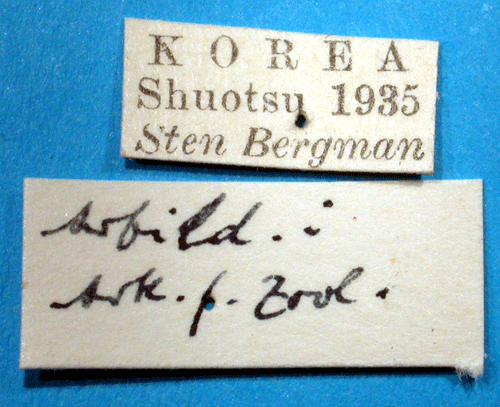 KOREA
Shuotsu 1935
Sten Bergman
Avbild. i
Ark. f. Zool.